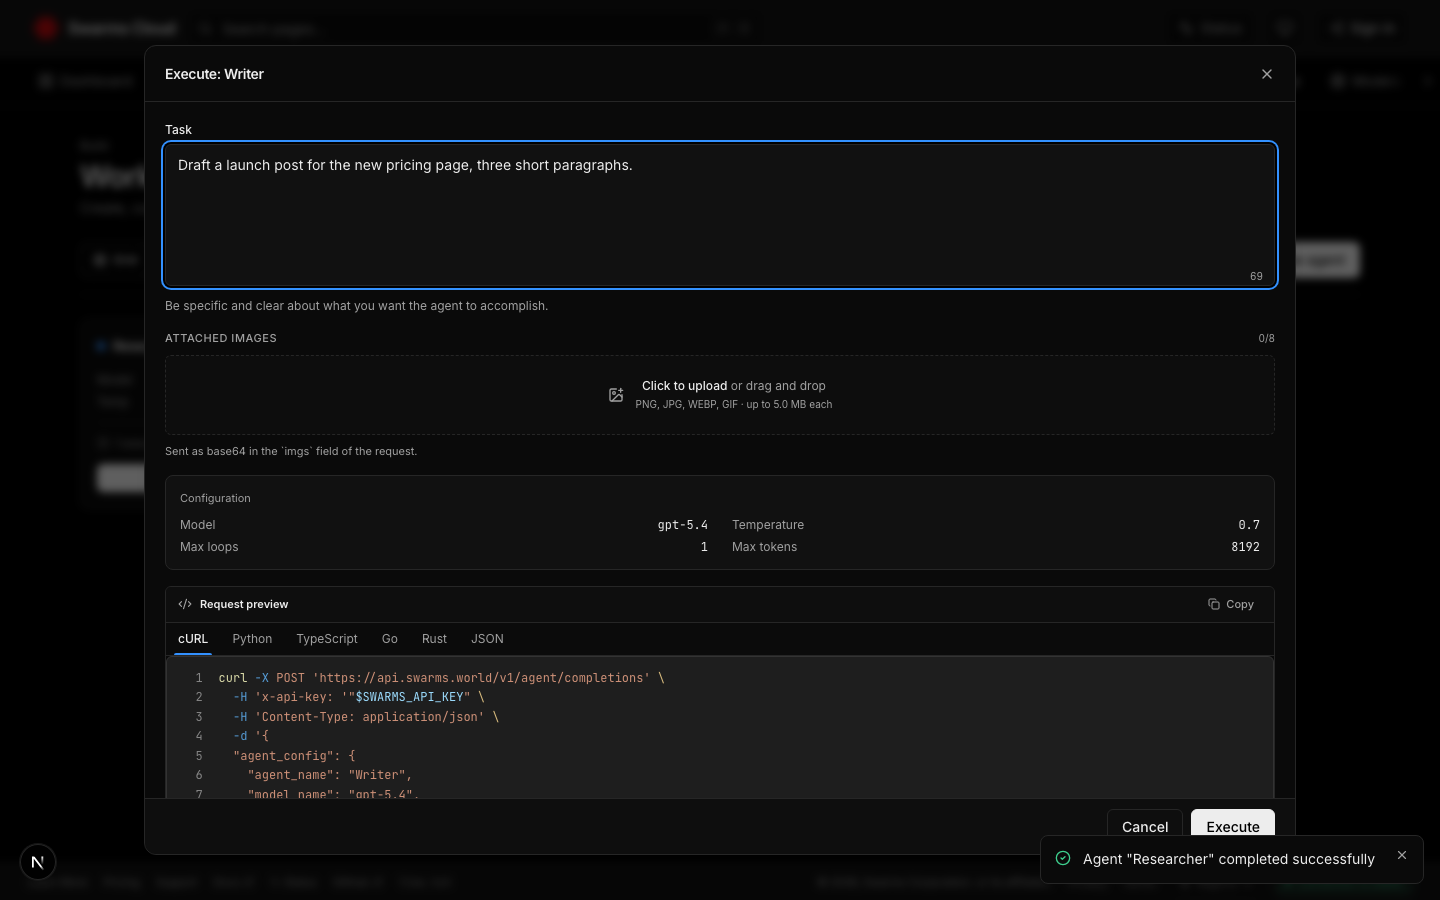 Execute: Writer
Task
Draft a launch post for the new pricing page, three short paragraphs.
69
Be specific and clear about what you want the agent to accomplish.
ATTACHED IMAGES 0/8
Click to upload or drag and drop
PNG, JPG, WEBP, GIF · up to 5.0 MB each
Sent as base64 in the `imgs` field of the request.
Configuration
Model gpt-5.4 Temperature 0.7
Max loops 1 Max tokens 8192
Request preview Copy
cURL Python TypeScript Go Rust JSON
1 curl -X POST 'https://api.swarms.world/v1/agent/completions' \
2 -H 'x-api-key: '"$SWARMS_API_KEY" \
3 -H 'Content-Type: application/json' \
4 -d '{
5 "agent_config": {
6 "agent_name": "Writer",
7 "model_name": "gpt-5.4",
Cancel Execute
Agent "Researcher" completed successfully
N